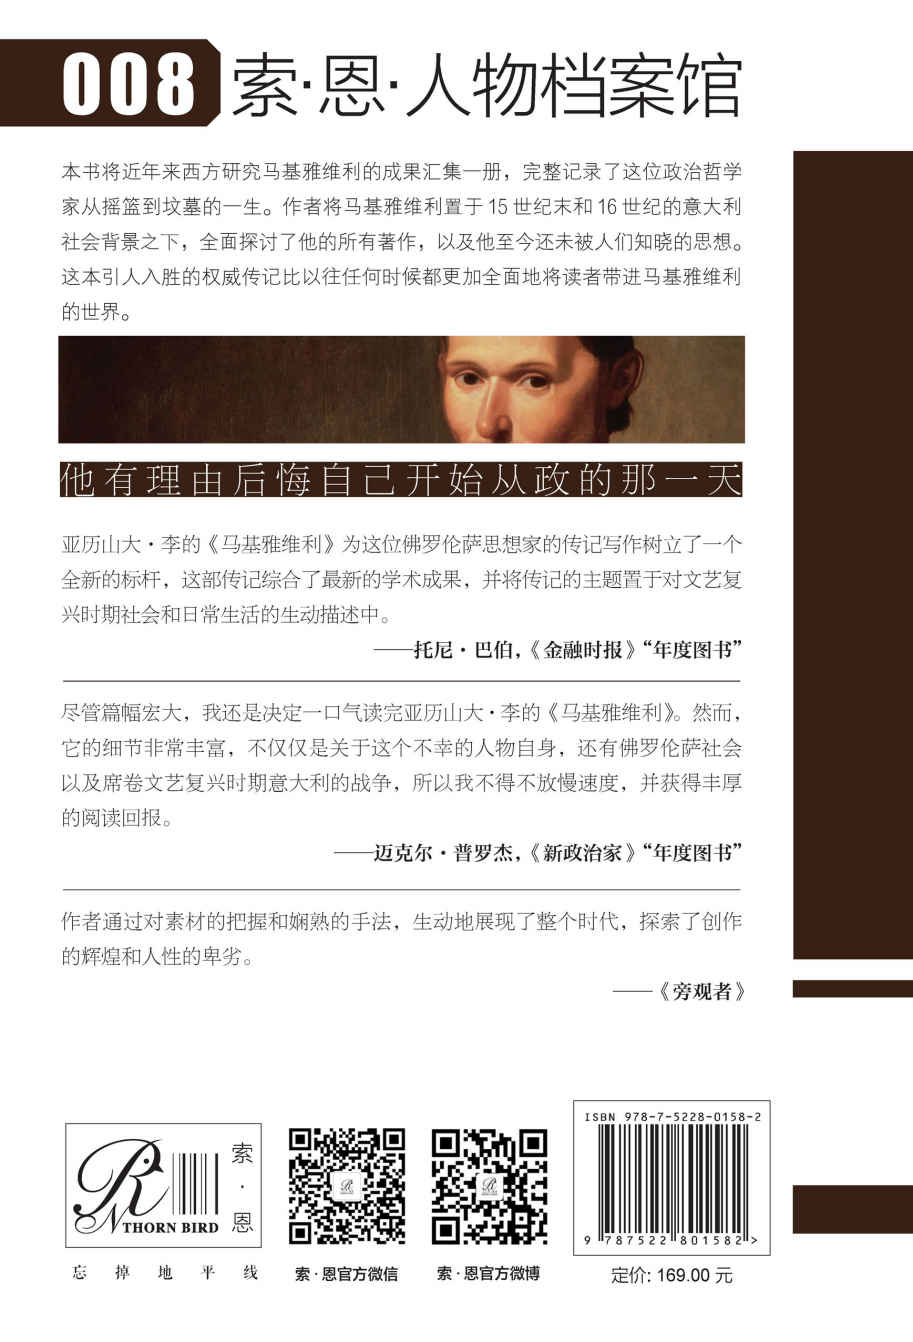 008 索·恩·人物档案馆
本书将近年来西方研究马基雅维利的成果汇集一册，完整记录了这位政治哲学
家从摇篮到坟墓的一生。作者将马基雅维利置于 15 世纪末和 16 世纪的意大利
社会背景之下，全面探讨了他的所有著作，以及他至今还未被人们知晓的思想。
这本引人入胜的权威传记比以往任何时候都更加全面地将读者带进马基雅维利
的世界。
他有理由后悔自己开始从政的那一天
亚历山大·李的《马基雅维利》为这位佛罗伦萨思想家的传记写作树立了一个
全新的标杆，这部传记综合了最新的学术成果，并将传记的主题置于对文艺复
兴时期社会和日常生活的生动描述中。
——托尼·巴伯，《金融时报》“年度图书”
尽管篇幅宏大，我还是决定一口气读完亚历山大·李的《马基雅维利》。然而，
它的细节非常丰富，不仅仅是关于这个不幸的人物自身，还有佛罗伦萨社会
以及席卷文艺复兴时期意大利的战争，所以我不得不放慢速度，并获得丰厚
的阅读回报。
——迈克尔·普罗杰，《新政治家》“年度图书”
作者通过对素材的把握和娴熟的手法，生动地展现了整个时代，探索了创作
的辉煌和人性的卑劣。
——《旁观者》
索·恩
THORN BIRD
忘掉地平线
索·恩官方微信
索·恩官方微博
ISBN 978-7-5228-0158-2
9 787522 801582 >
定价: 169.00 元